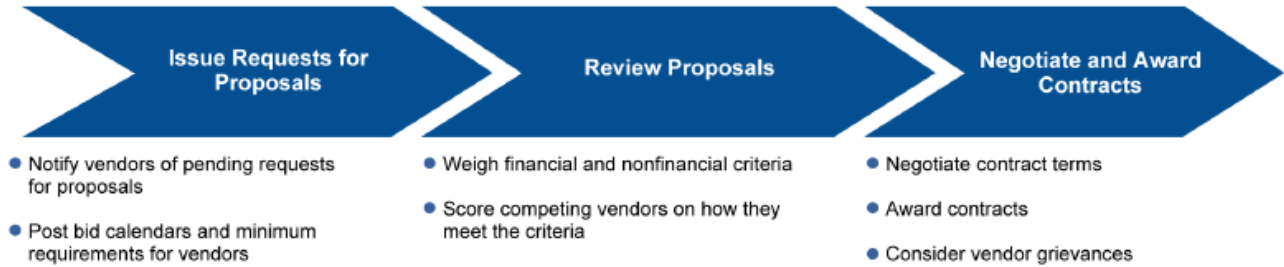 Issue Requests for
Proposals
Review Proposals
Negotiate and Award
Contracts
● Notify vendors of pending requests
for proposals
● Post bid calendars and minimum
requirements for vendors
● Weigh financial and nonfinancial criteria
● Score competing vendors on how they
meet the criteria
● Negotiate contract terms
● Award contracts
● Consider vendor grievances